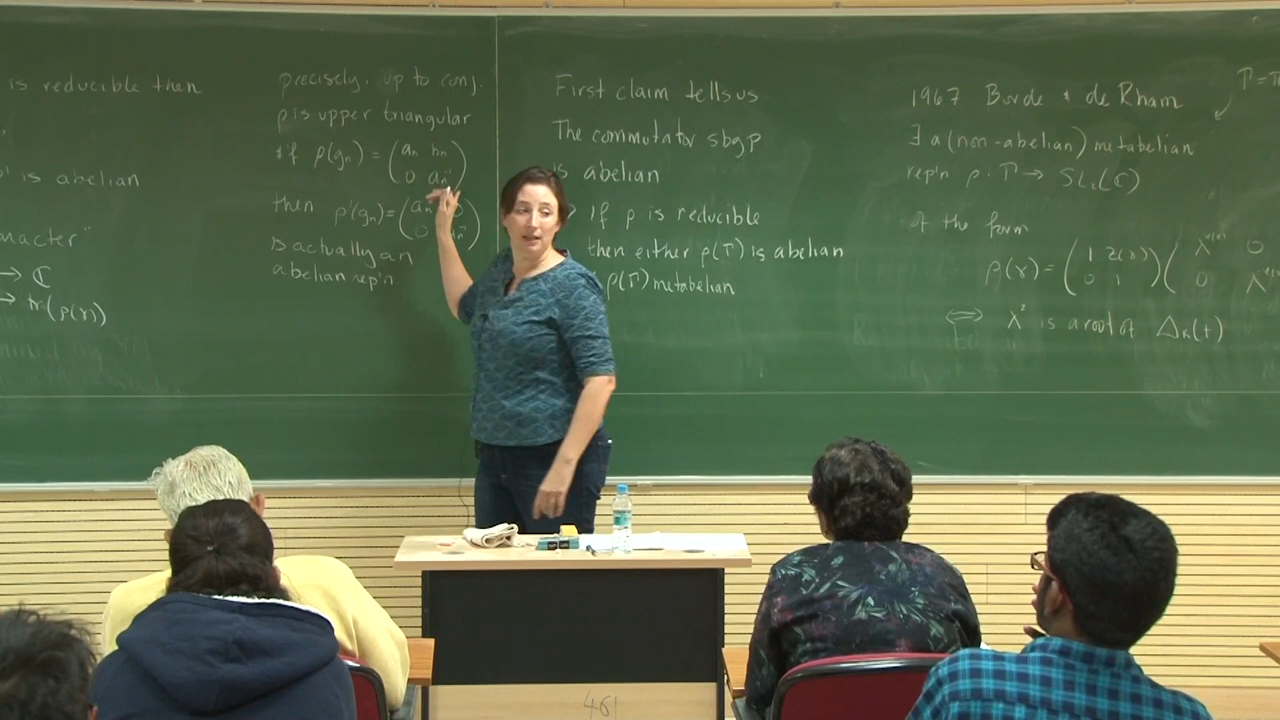 is reducible then
is abelian
"
→ ℂ
→ tr(ρ(γ))
precisely, up to conj.
ρ is upper triangular
if ρ(gₙ) = (aₙ bₙ
0 aₙ⁻¹)
then ρ'(gₙ) = (aₙ 0
0 aₙ⁻¹)
is actually an
abelian rep'n
First claim tells us
The commutator sbgp
is abelian
If ρ is reducible
then either ρ(Γ) is abelian
ρ(Γ) metabelian
1967 Burde & de Rham
Γ=π
∃ a (non-abelian) metabelian
rep'n ρ: Γ → SL₂(ℂ)
of the form
ρ(γ) = (1 z(γ)
0 1) (λ 0
0 λ
⟺ λ² is a root of Δₖ(t)
461